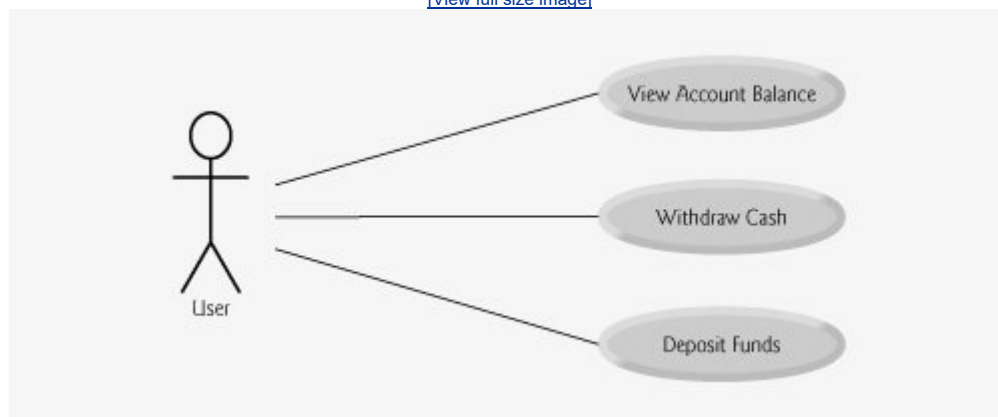 [View full size image]
View Account Balance
Withdraw Cash
User
Deposit Funds